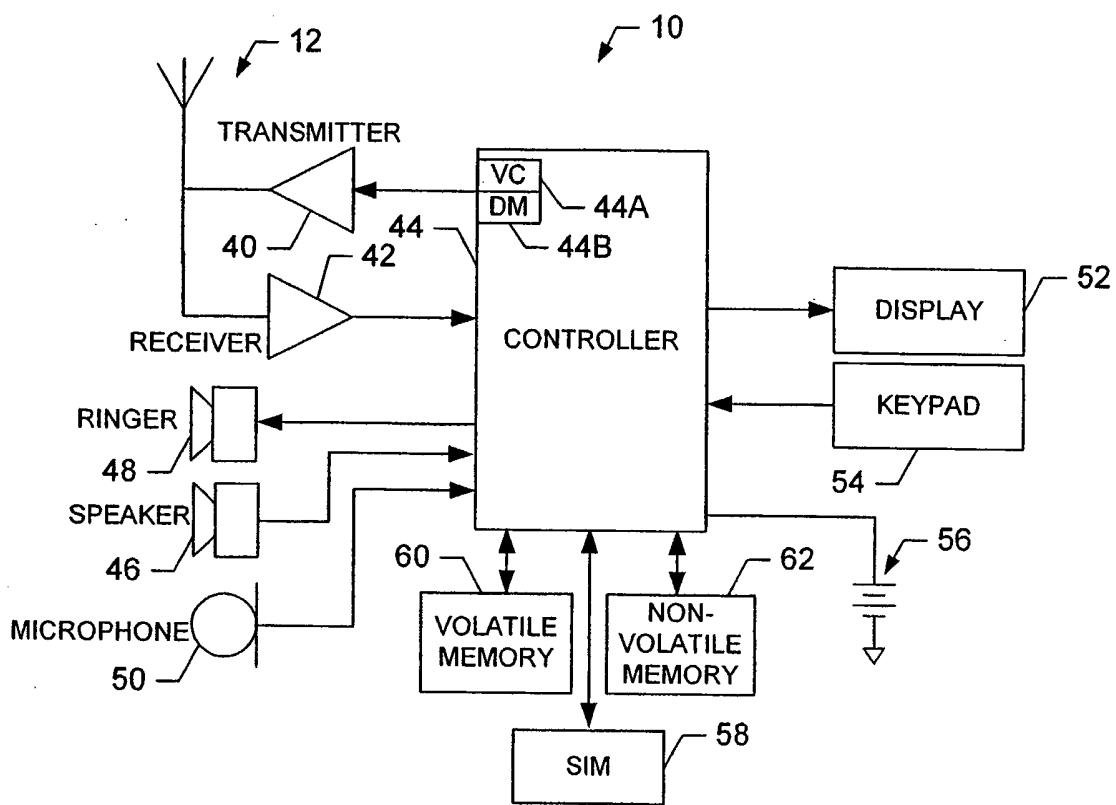 12
10
TRANSMITTER
VC
DM
44A
44B
40
42
44
RECEIVER
CONTROLLER
DISPLAY
52
RINGER
48
KEYPAD
54
SPEAKER
46
MICROPHONE
50
60
VOLATILE
MEMORY
62
NON-
VOLATILE
MEMORY
56
SIM
58